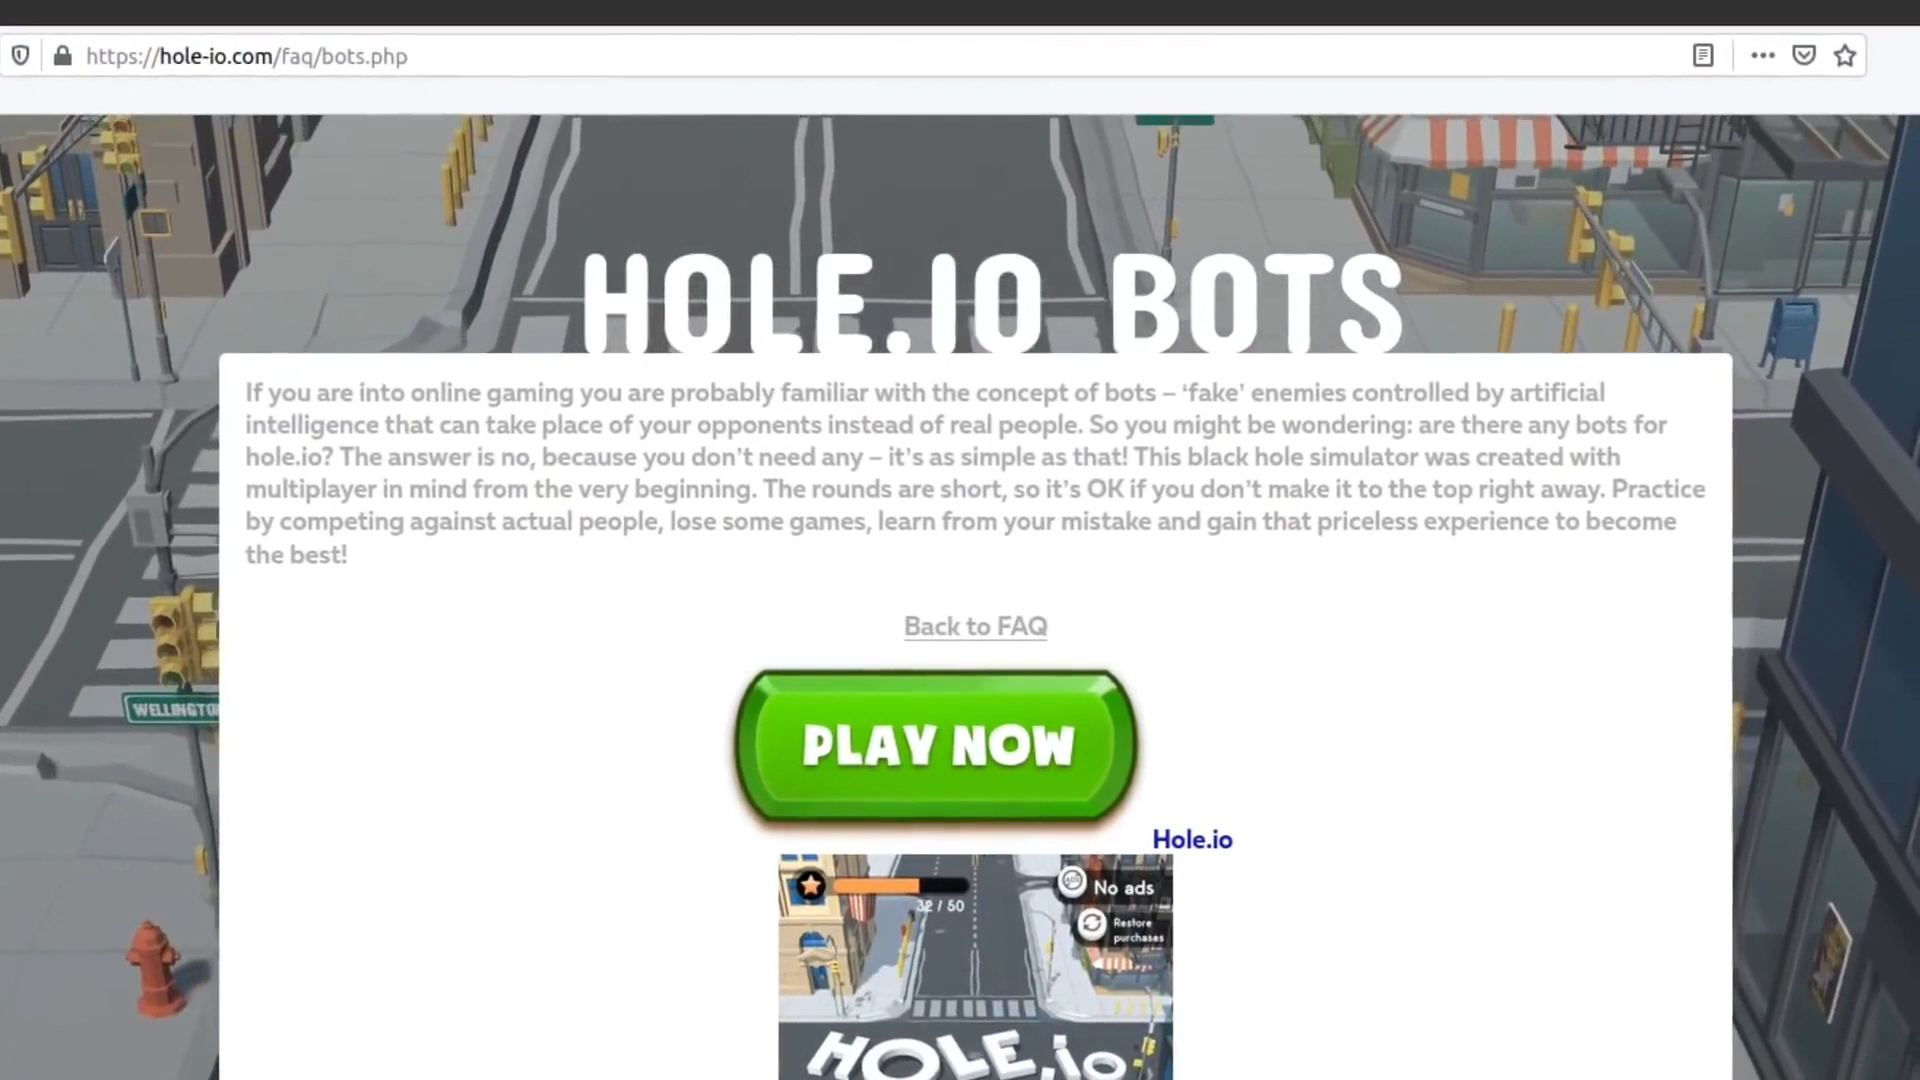 https://hole-io.com/faq/bots.php
HOLE.IO BOTS
If you are into online gaming you are probably familiar with the concept of bots – ‘fake’ enemies controlled by artificial
intelligence that can take place of your opponents instead of real people. So you might be wondering: are there any bots for
hole.io? The answer is no, because you don’t need any – it’s as simple as that! This black hole simulator was created with
multiplayer in mind from the very beginning. The rounds are short, so it’s OK if you don’t make it to the top right away. Practice
by competing against actual people, lose some games, learn from your mistake and gain that priceless experience to become
the best!
Back to FAQ
WELLINGTON
PLAY NOW
Hole.io
No ads
32 / 50
Restore
purchases
HOLE.io